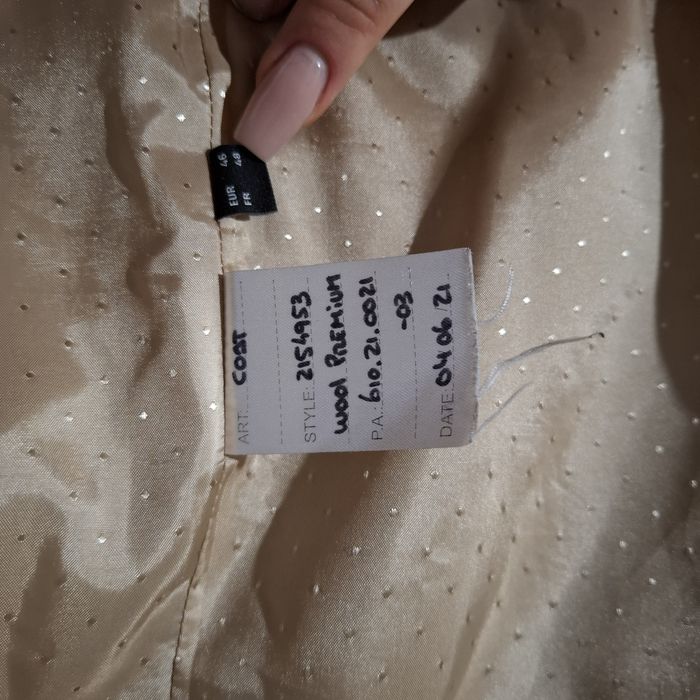 EUR 46
FR 48
ART: COAT
STYLE: 2154953
WOOL PREMIUM
P.A.: 610.21.0021
-03
DATE: 04 06/21